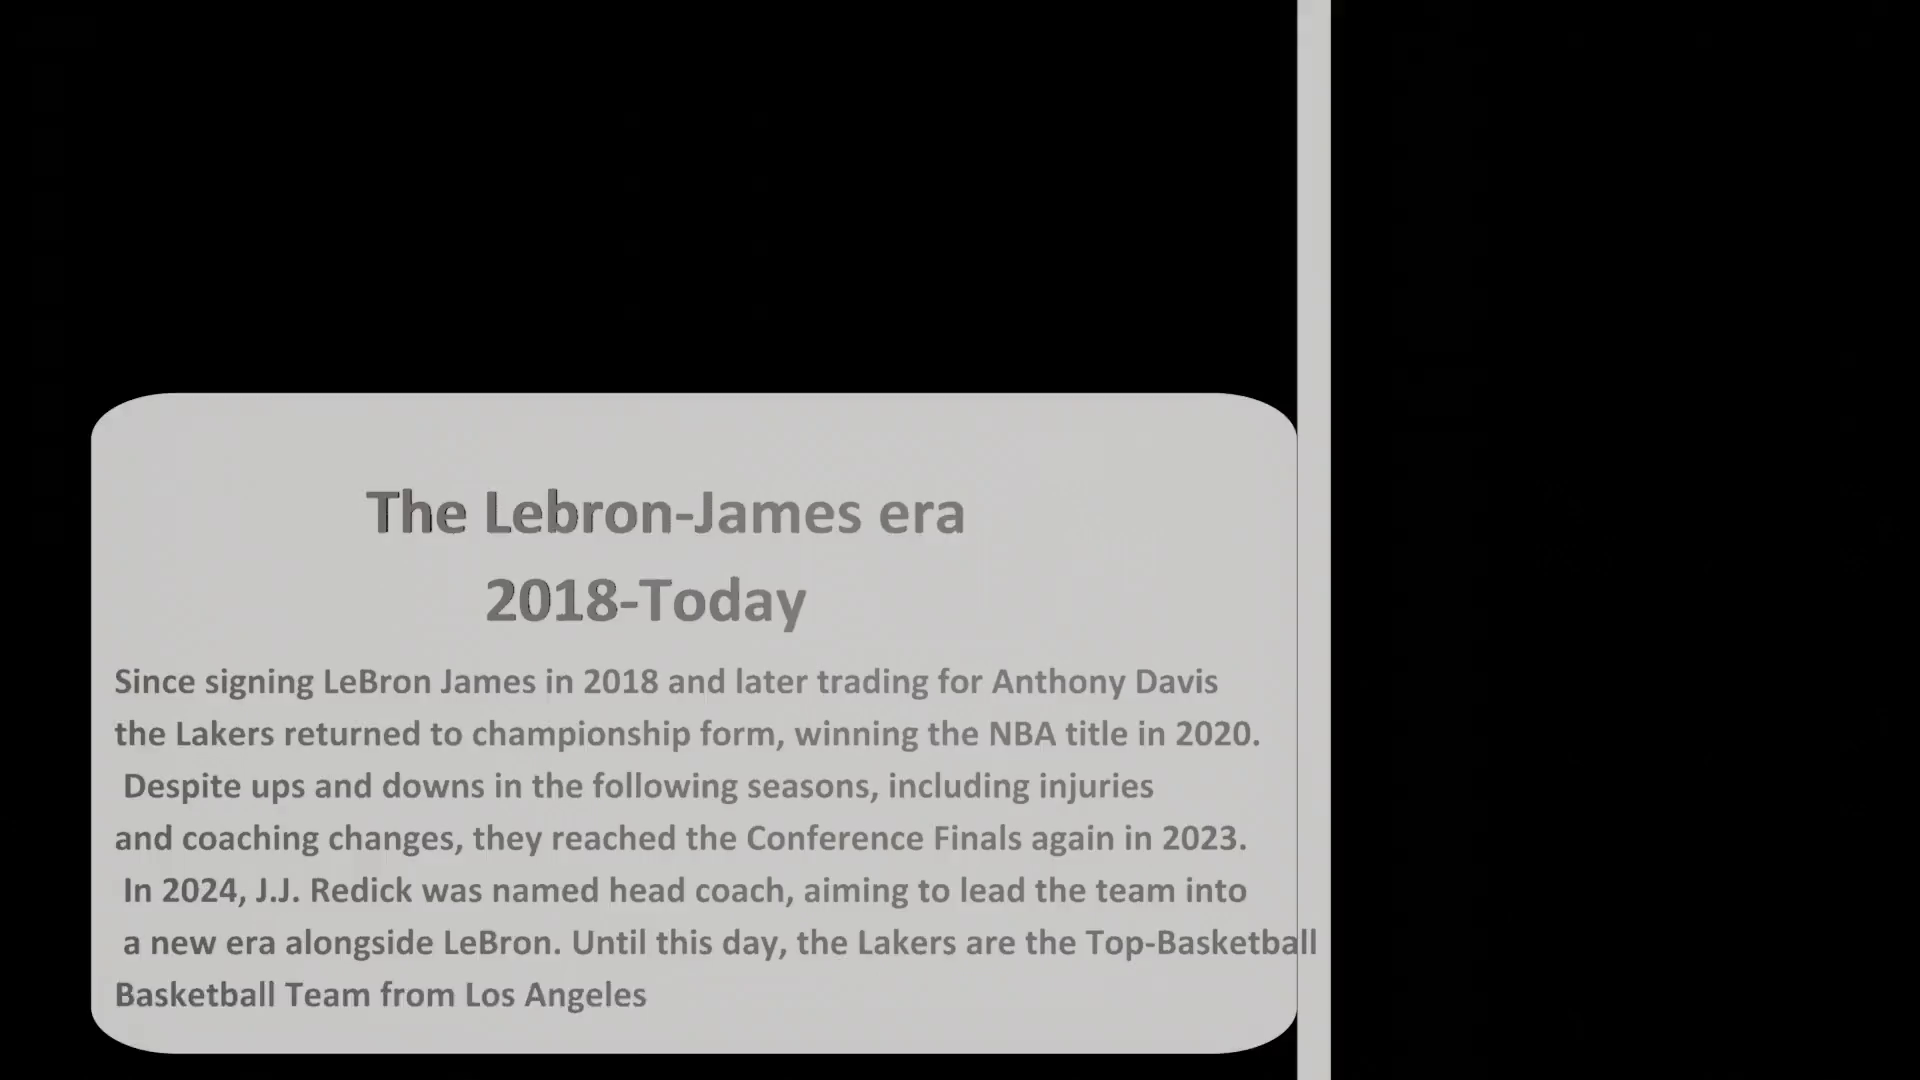 The Lebron-James era
2018-Today
Since signing LeBron James in 2018 and later trading for Anthony Davis
the Lakers returned to championship form, winning the NBA title in 2020.
Despite ups and downs in the following seasons, including injuries
and coaching changes, they reached the Conference Finals again in 2023.
In 2024, J.J. Redick was named head coach, aiming to lead the team into
a new era alongside LeBron. Until this day, the Lakers are the Top-Basketball
Basketball Team from Los Angeles